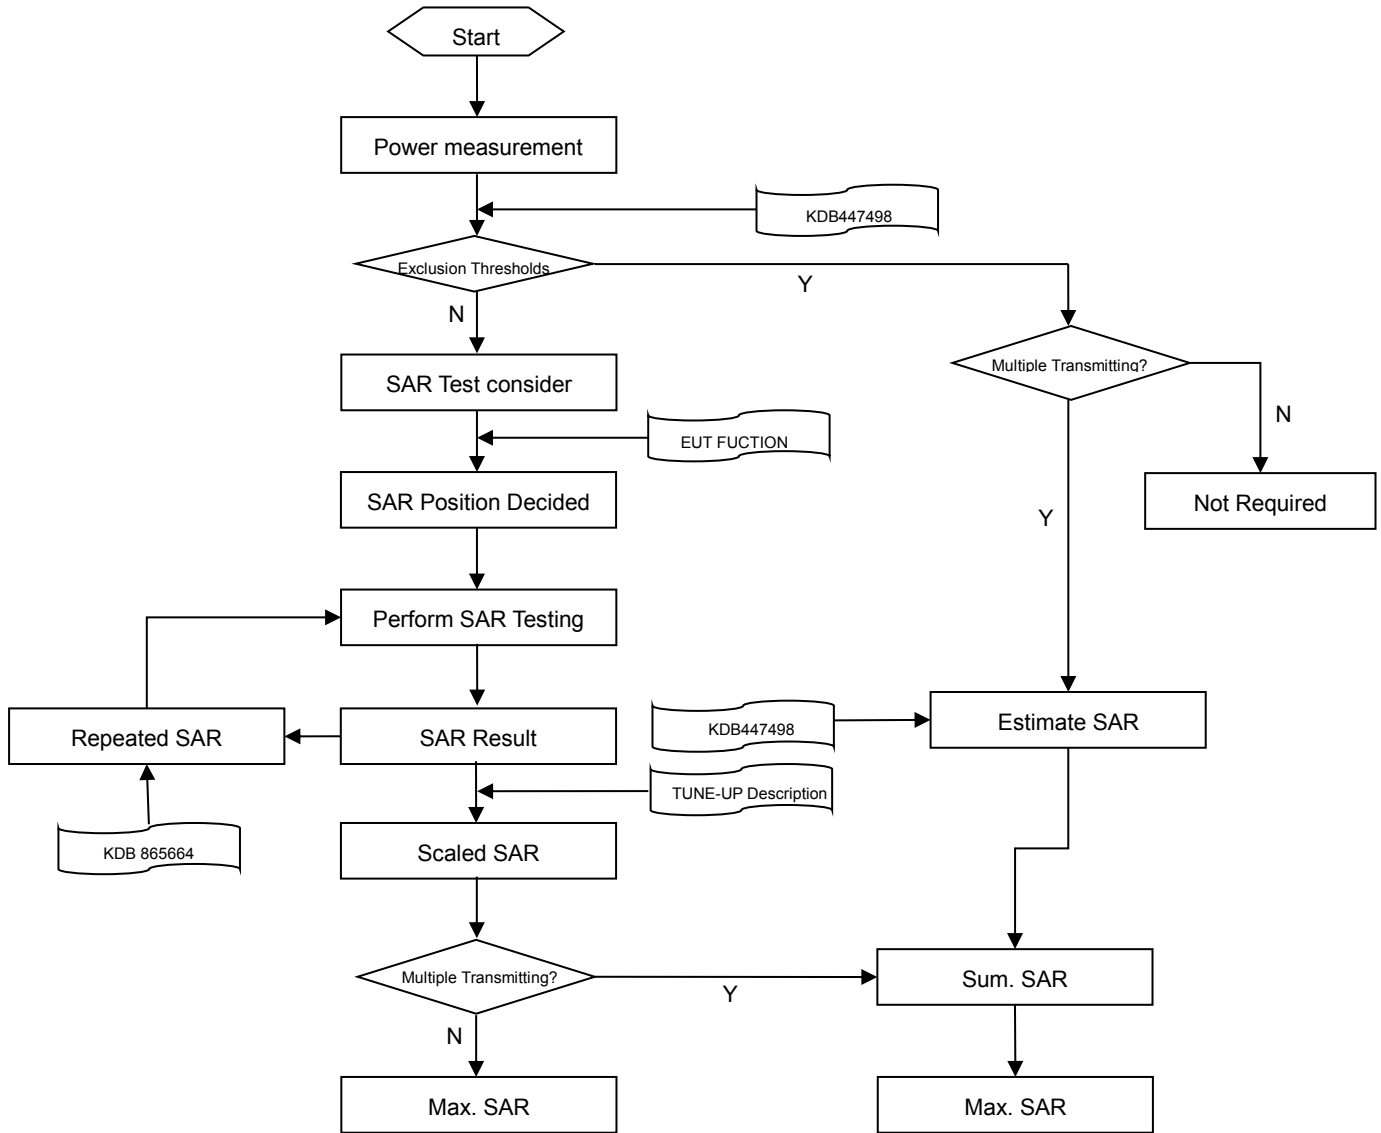 Start
Power measurement
KDB447498
Exclusion Thresholds
Y
N
Multiple Transmitting?
SAR Test consider
N
EUT FUCTION
SAR Position Decided
Not Required
Y
Perform SAR Testing
Repeated SAR
SAR Result
KDB447498
Estimate SAR
TUNE-UP Description
KDB 865664
Scaled SAR
Multiple Transmitting?
Y
Sum. SAR
N
Max. SAR
Max. SAR